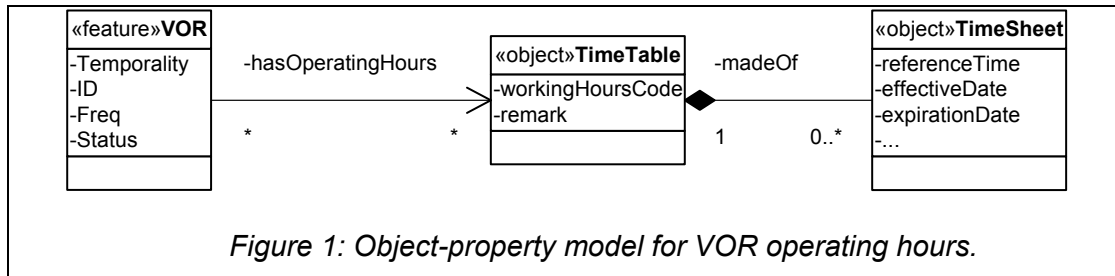 «feature»VOR
-Temporality
-ID
-Freq
-Status
-hasOperatingHours
*
*
«object»TimeTable
-workingHoursCode
-remark
-madeOf
1
0..*
«object»TimeSheet
-referenceTime
-effectiveDate
-expirationDate
-...
Figure 1: Object-property model for VOR operating hours.